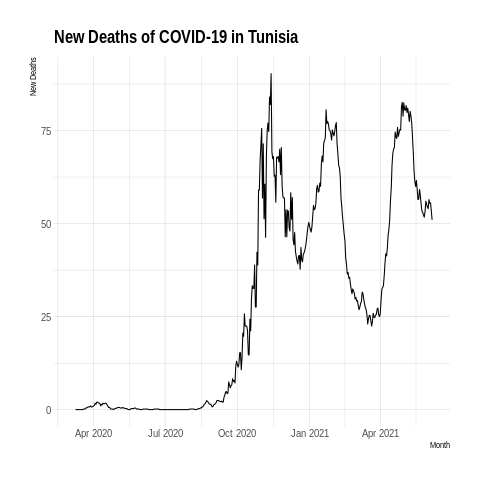 New Deaths of COVID-19 in Tunisia
New Deaths
75
50
25
0
Apr 2020 Jul 2020 Oct 2020 Jan 2021 Apr 2021
Month